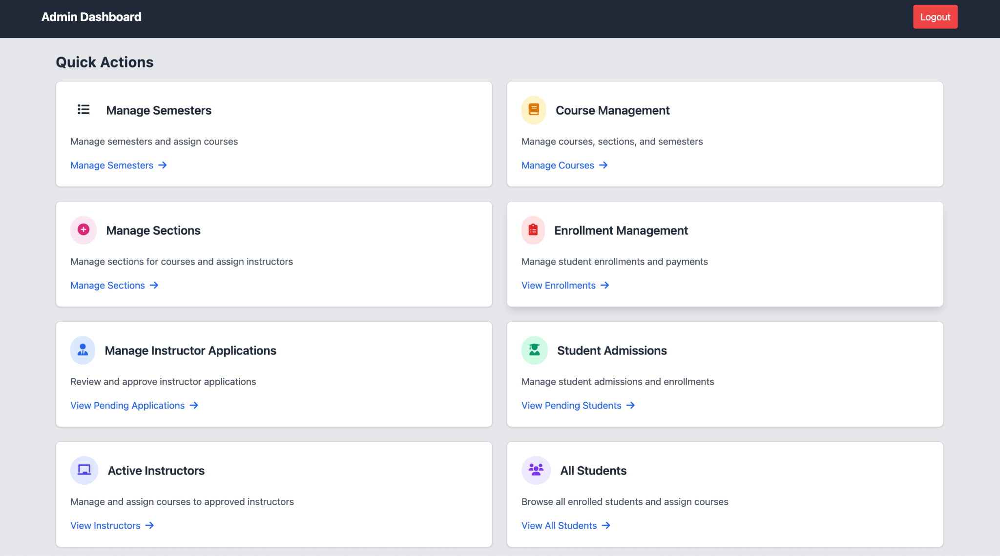 Admin Dashboard
Logout
Quick Actions
Manage Semesters
Manage semesters and assign courses
Manage Semesters
Course Management
Manage courses, sections, and semesters
Manage Courses
Manage Sections
Manage sections for courses and assign instructors
Manage Sections
Enrollment Management
Manage student enrollments and payments
View Enrollments
Manage Instructor Applications
Review and approve instructor applications
View Pending Applications
Student Admissions
Manage student admissions and enrollments
View Pending Students
Active Instructors
Manage and assign courses to approved instructors
View Instructors
All Students
Browse all enrolled students and assign courses
View All Students